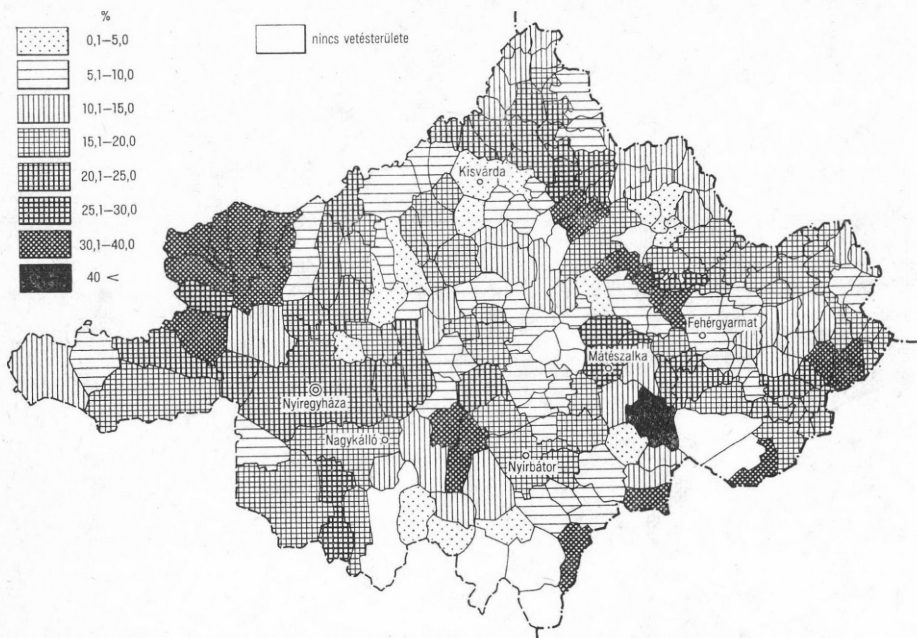 %
0,1–5,0
5,1–10,0
10,1–15,0
15,1–20,0
20,1–25,0
25,1–30,0
30,1–40,0
40 <
nincs vetésterülete
Kisvárda
Fehérgyarmat
Mátészalka
Nyíregyháza
Nagykálló
Nyírbátor